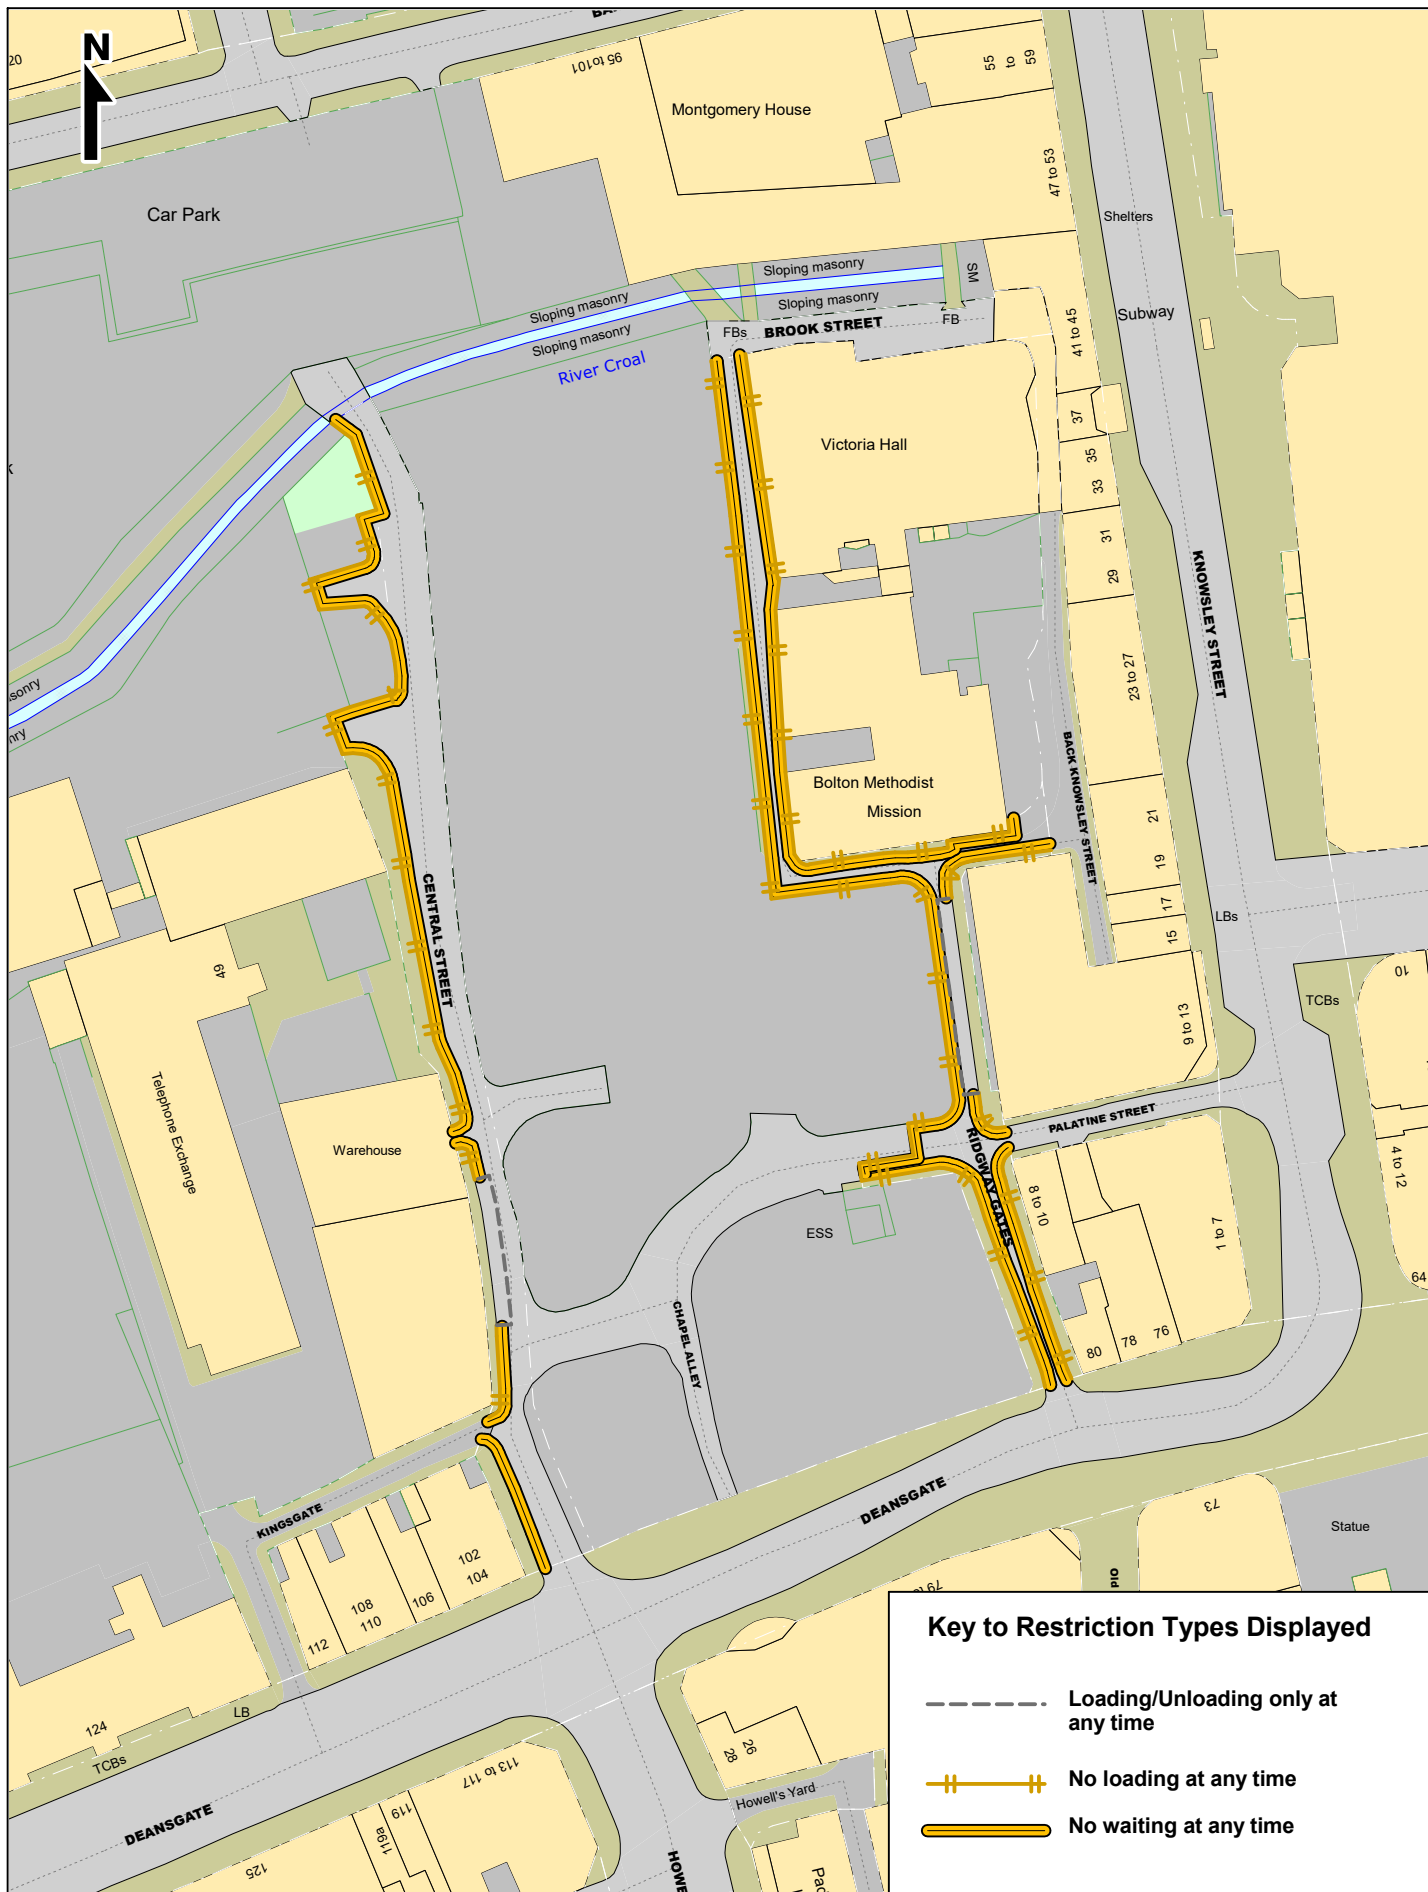 N
20
95 to101
Montgomery House
55
to
59
47 to 53
Car Park
Shelters
Sloping masonry
SM
Sloping masonry
Sloping masonry
Sloping masonry
FBs
BROOK STREET
FB
Subway
41 to 45
River Croal
37
Victoria Hall
35
33
31
29
KNOWSLEY STREET
23 to 27
BACK KNOWSLEY STREET
Bolton Methodist
Mission
21
19
17
15
LBs
CENTRAL STREET
49
10
TCBs
9 to 13
Telephone Exchange
Warehouse
PALATINE STREET
RIDGWAY GATES
4 to 12
8 to 10
1 to 7
ESS
64
CHAPEL ALLEY
80
78
76
DEANSGATE
KINGSGATE
73
Statue
102
104
106
108
110
112
PIO
124
LB
TCBs
26
28
113 to 117
Howell's Yard
DEANSGATE
119
119a
125
Key to Restriction Types Displayed
Loading/Unloading only at
any time
No loading at any time
No waiting at any time